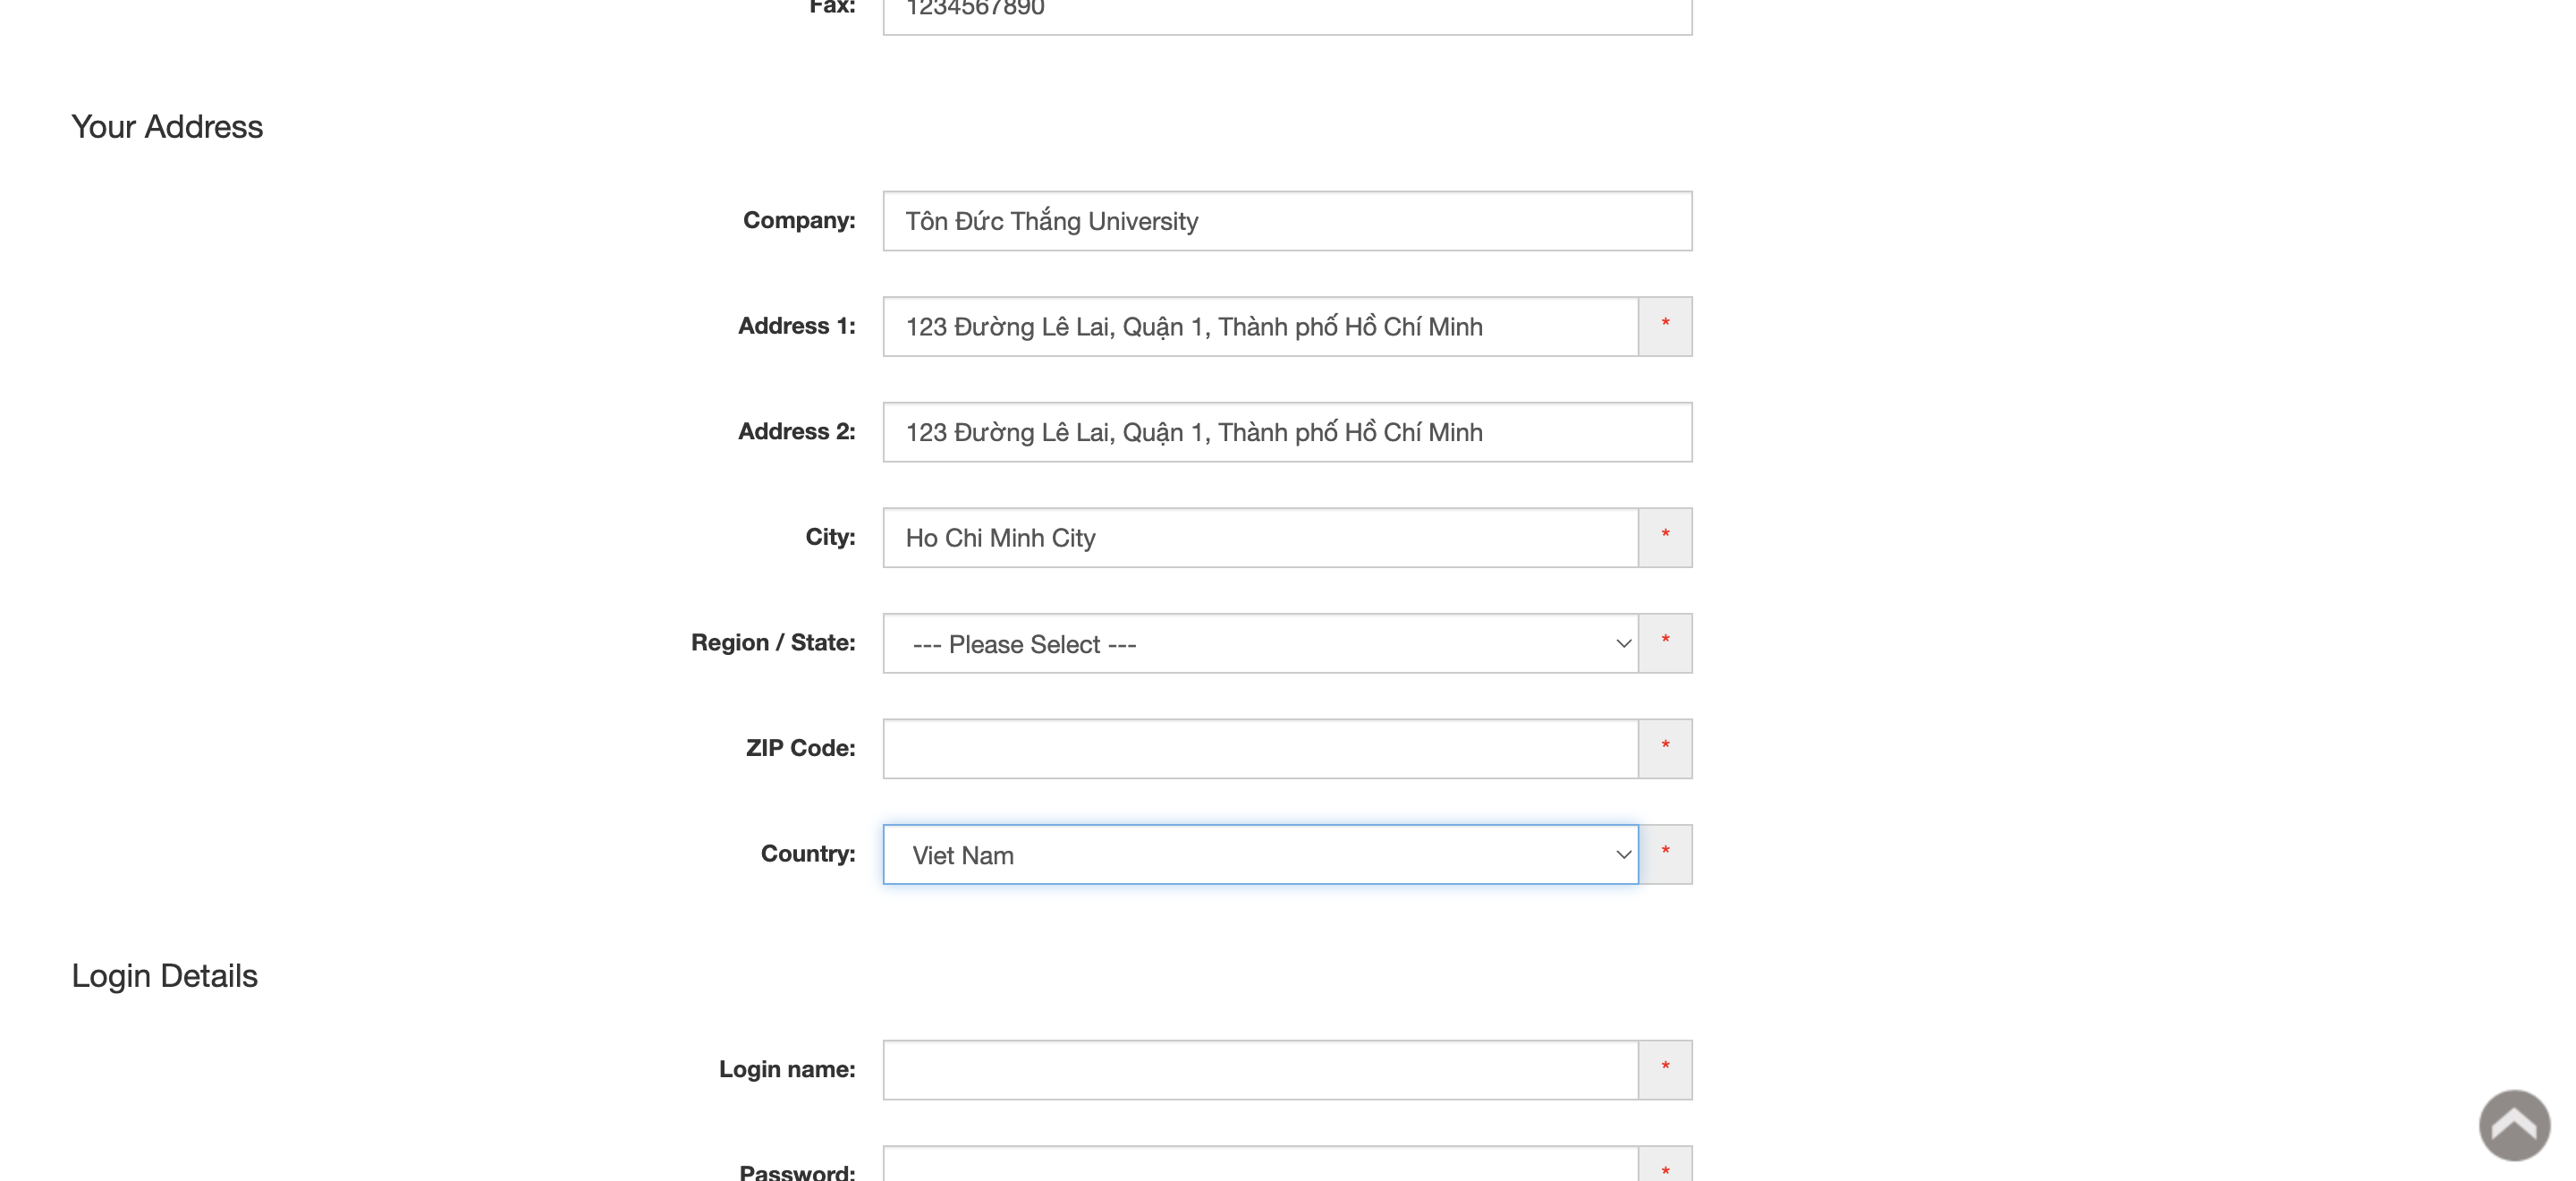 Fax: 1234567890
Your Address
Company: Tôn Đức Thắng University
Address 1: 123 Đường Lê Lai, Quận 1, Thành phố Hồ Chí Minh *
Address 2: 123 Đường Lê Lai, Quận 1, Thành phố Hồ Chí Minh
City: Ho Chi Minh City *
Region / State: --- Please Select --- *
ZIP Code: *
Country: Viet Nam *
Login Details
Login name: *
Password: *